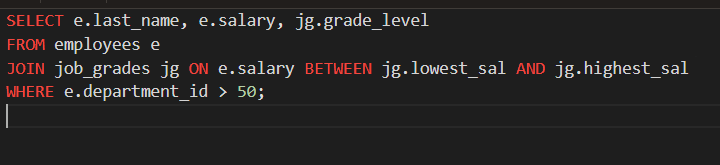 SELECT e.last_name, e.salary, jg.grade_level
FROM employees e
JOIN job_grades jg ON e.salary BETWEEN jg.lowest_sal AND jg.highest_sal
WHERE e.department_id > 50;